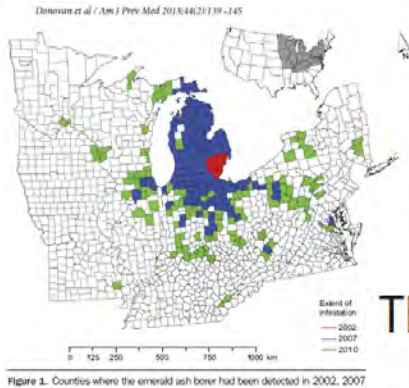 Donovan et al / Am J Prev Med 2013;44(2):139–145
Extent of
infestation
2002
2007
2010
0 125 250 500 750 1000 km
Figure 1. Counties where the emerald ash borer had been detected in 2002, 2007